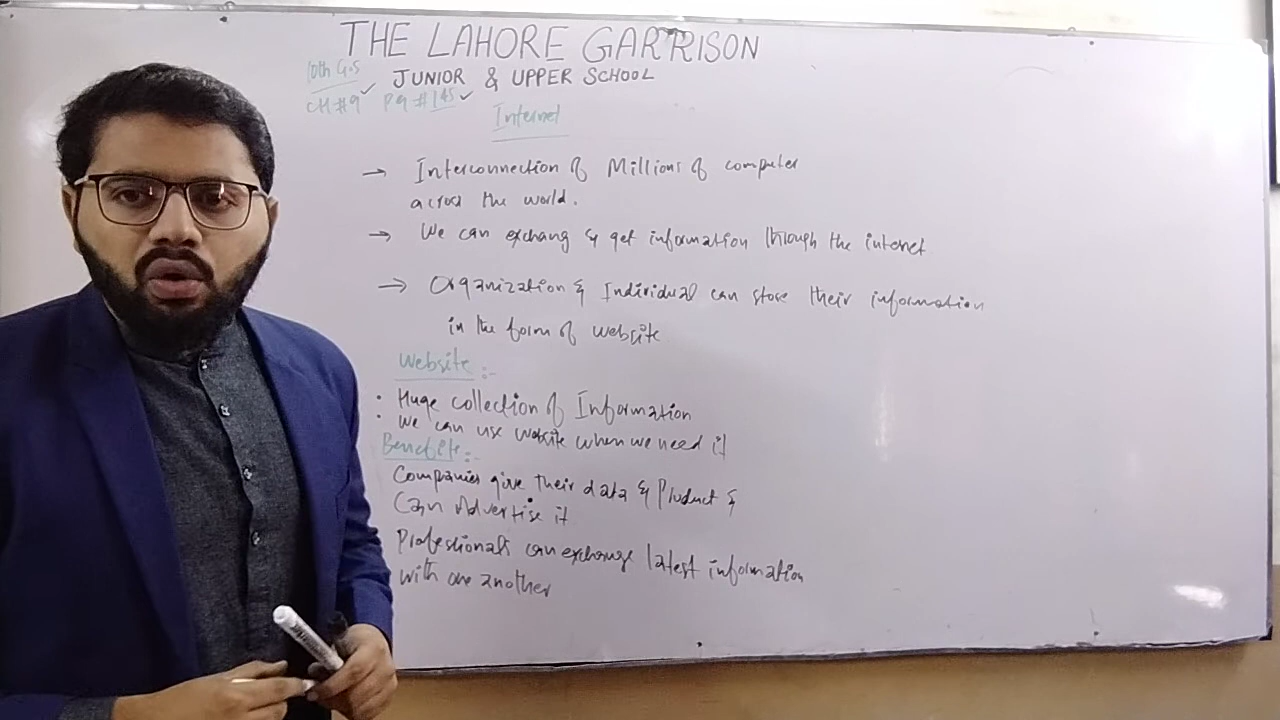 THE LAHORE GARRISON
10th G.S
JUNIOR & UPPER SCHOOL
CH#9 Pg #145
Internet
→ Interconnection of Millions of computer
across the world.
→ We can exchang & get information through the internet
→ Organization & Individual can store their information
in the form of website
Website:-
: Huge collection of Information
: We can use website when we need it
Benefits:-
Companies give their data & Product &
Can Advertise it
Profesionals can exchange latest information
with one another